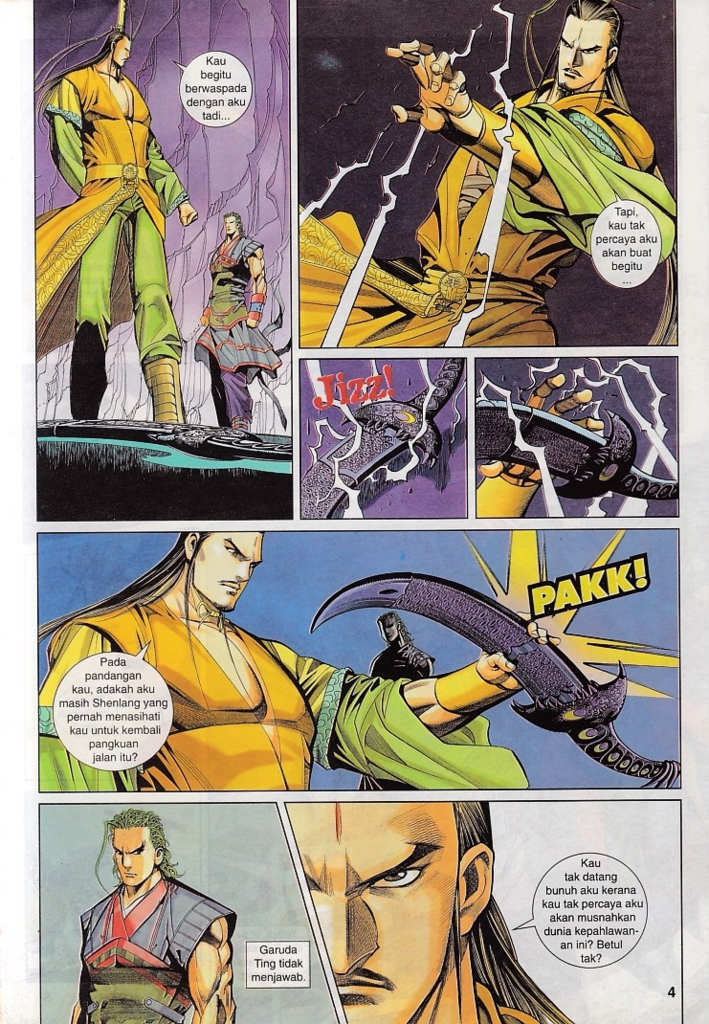 Kau
begitu
berwaspada
dengan aku
tadi...
Tapi,
kau tak
percaya aku
akan buat
begitu
...
Jizz!
PAKK!
Pada
pandangan
kau, adakah aku
masih Shenlang yang
pernah menasihati
kau untuk kembali
pangkuan
jalan itu?
Garuda
Ting tidak
menjawab.
Kau
tak datang
bunuh aku kerana
kau tak percaya aku
akan musnahkan
dunia kepahlawan-
an ini? Betul
tak?
4